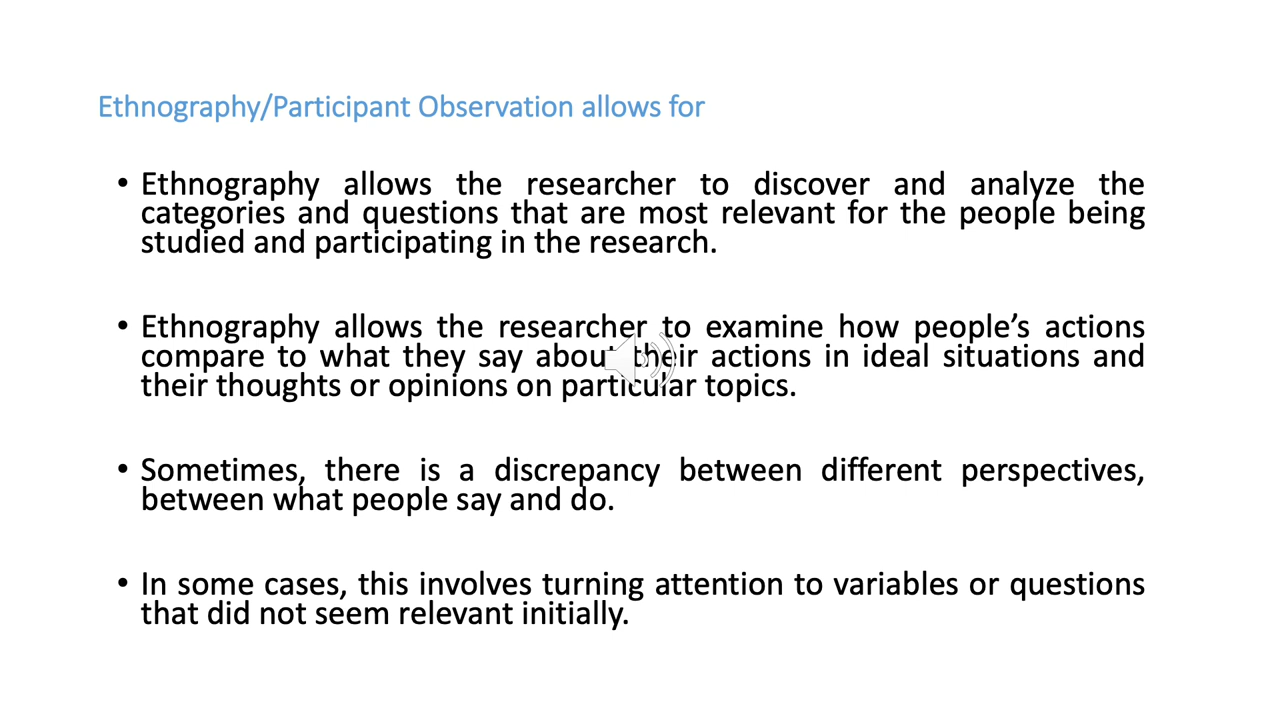 Ethnography/Participant Observation allows for
• Ethnography allows the researcher to discover and analyze the
categories and questions that are most relevant for the people being
studied and participating in the research.
• Ethnography allows the researcher to examine how people’s actions
compare to what they say about their actions in ideal situations and
their thoughts or opinions on particular topics.
• Sometimes, there is a discrepancy between different perspectives,
between what people say and do.
• In some cases, this involves turning attention to variables or questions
that did not seem relevant initially.